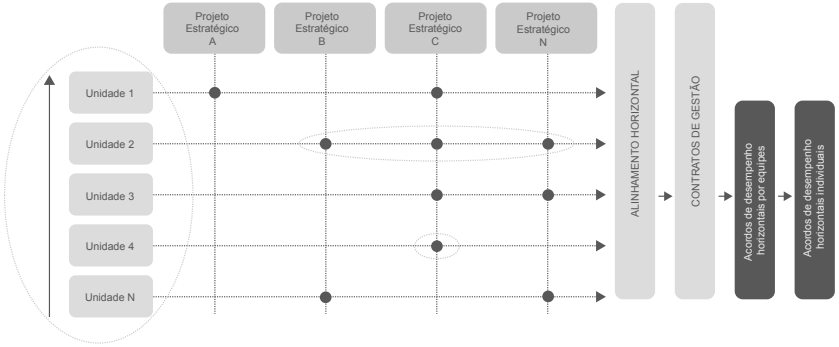 Projeto
Estratégico
A
Projeto
Estratégico
B
Projeto
Estratégico
C
Projeto
Estratégico
N
Unidade 1
Unidade 2
Unidade 3
Unidade 4
Unidade N
ALINHAMENTO HORIZONTAL
CONTRATOS DE GESTÃO
Acordos de desempenho
horizontais por equipes
Acordos de desempenho
horizontais individuais